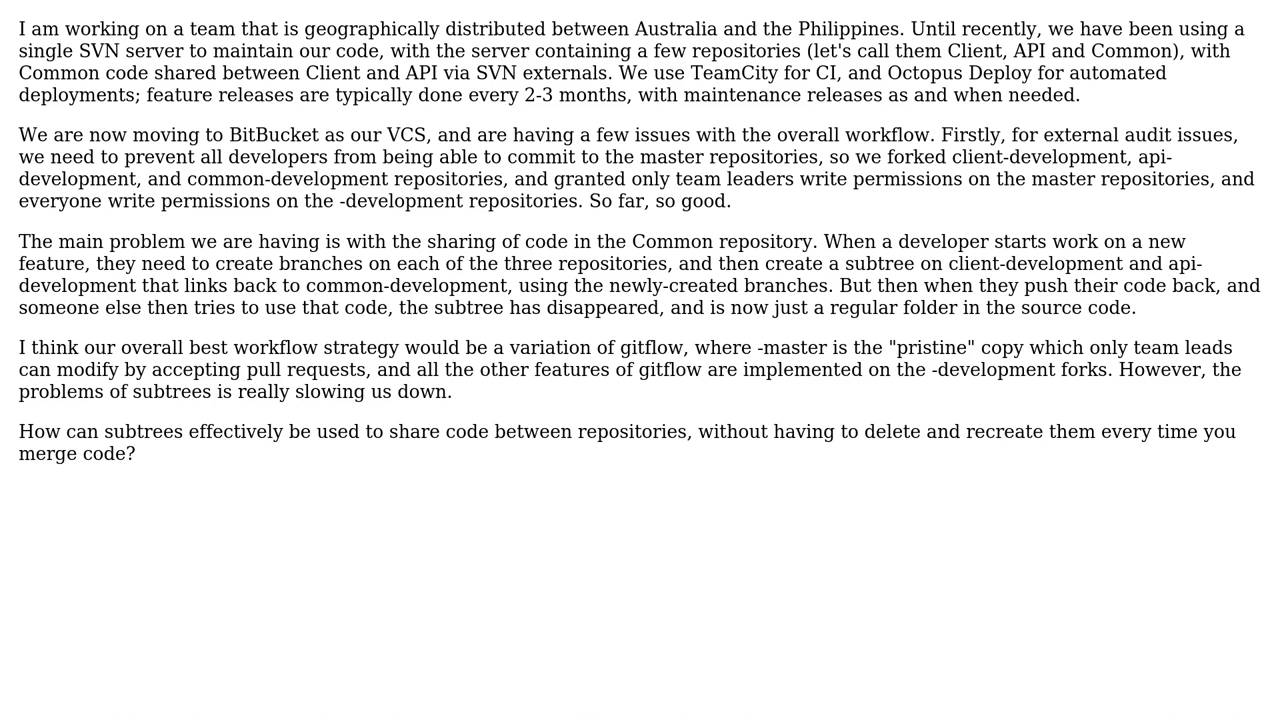 I am working on a team that is geographically distributed between Australia and the Philippines. Until recently, we have been using a
single SVN server to maintain our code, with the server containing a few repositories (let's call them Client, API and Common), with
Common code shared between Client and API via SVN externals. We use TeamCity for CI, and Octopus Deploy for automated
deployments; feature releases are typically done every 2-3 months, with maintenance releases as and when needed.
We are now moving to BitBucket as our VCS, and are having a few issues with the overall workflow. Firstly, for external audit issues,
we need to prevent all developers from being able to commit to the master repositories, so we forked client-development, api-
development, and common-development repositories, and granted only team leaders write permissions on the master repositories, and
everyone write permissions on the -development repositories. So far, so good.
The main problem we are having is with the sharing of code in the Common repository. When a developer starts work on a new
feature, they need to create branches on each of the three repositories, and then create a subtree on client-development and api-
development that links back to common-development, using the newly-created branches. But then when they push their code back, and
someone else then tries to use that code, the subtree has disappeared, and is now just a regular folder in the source code.
I think our overall best workflow strategy would be a variation of gitflow, where -master is the "pristine" copy which only team leads
can modify by accepting pull requests, and all the other features of gitflow are implemented on the -development forks. However, the
problems of subtrees is really slowing us down.
How can subtrees effectively be used to share code between repositories, without having to delete and recreate them every time you
merge code?